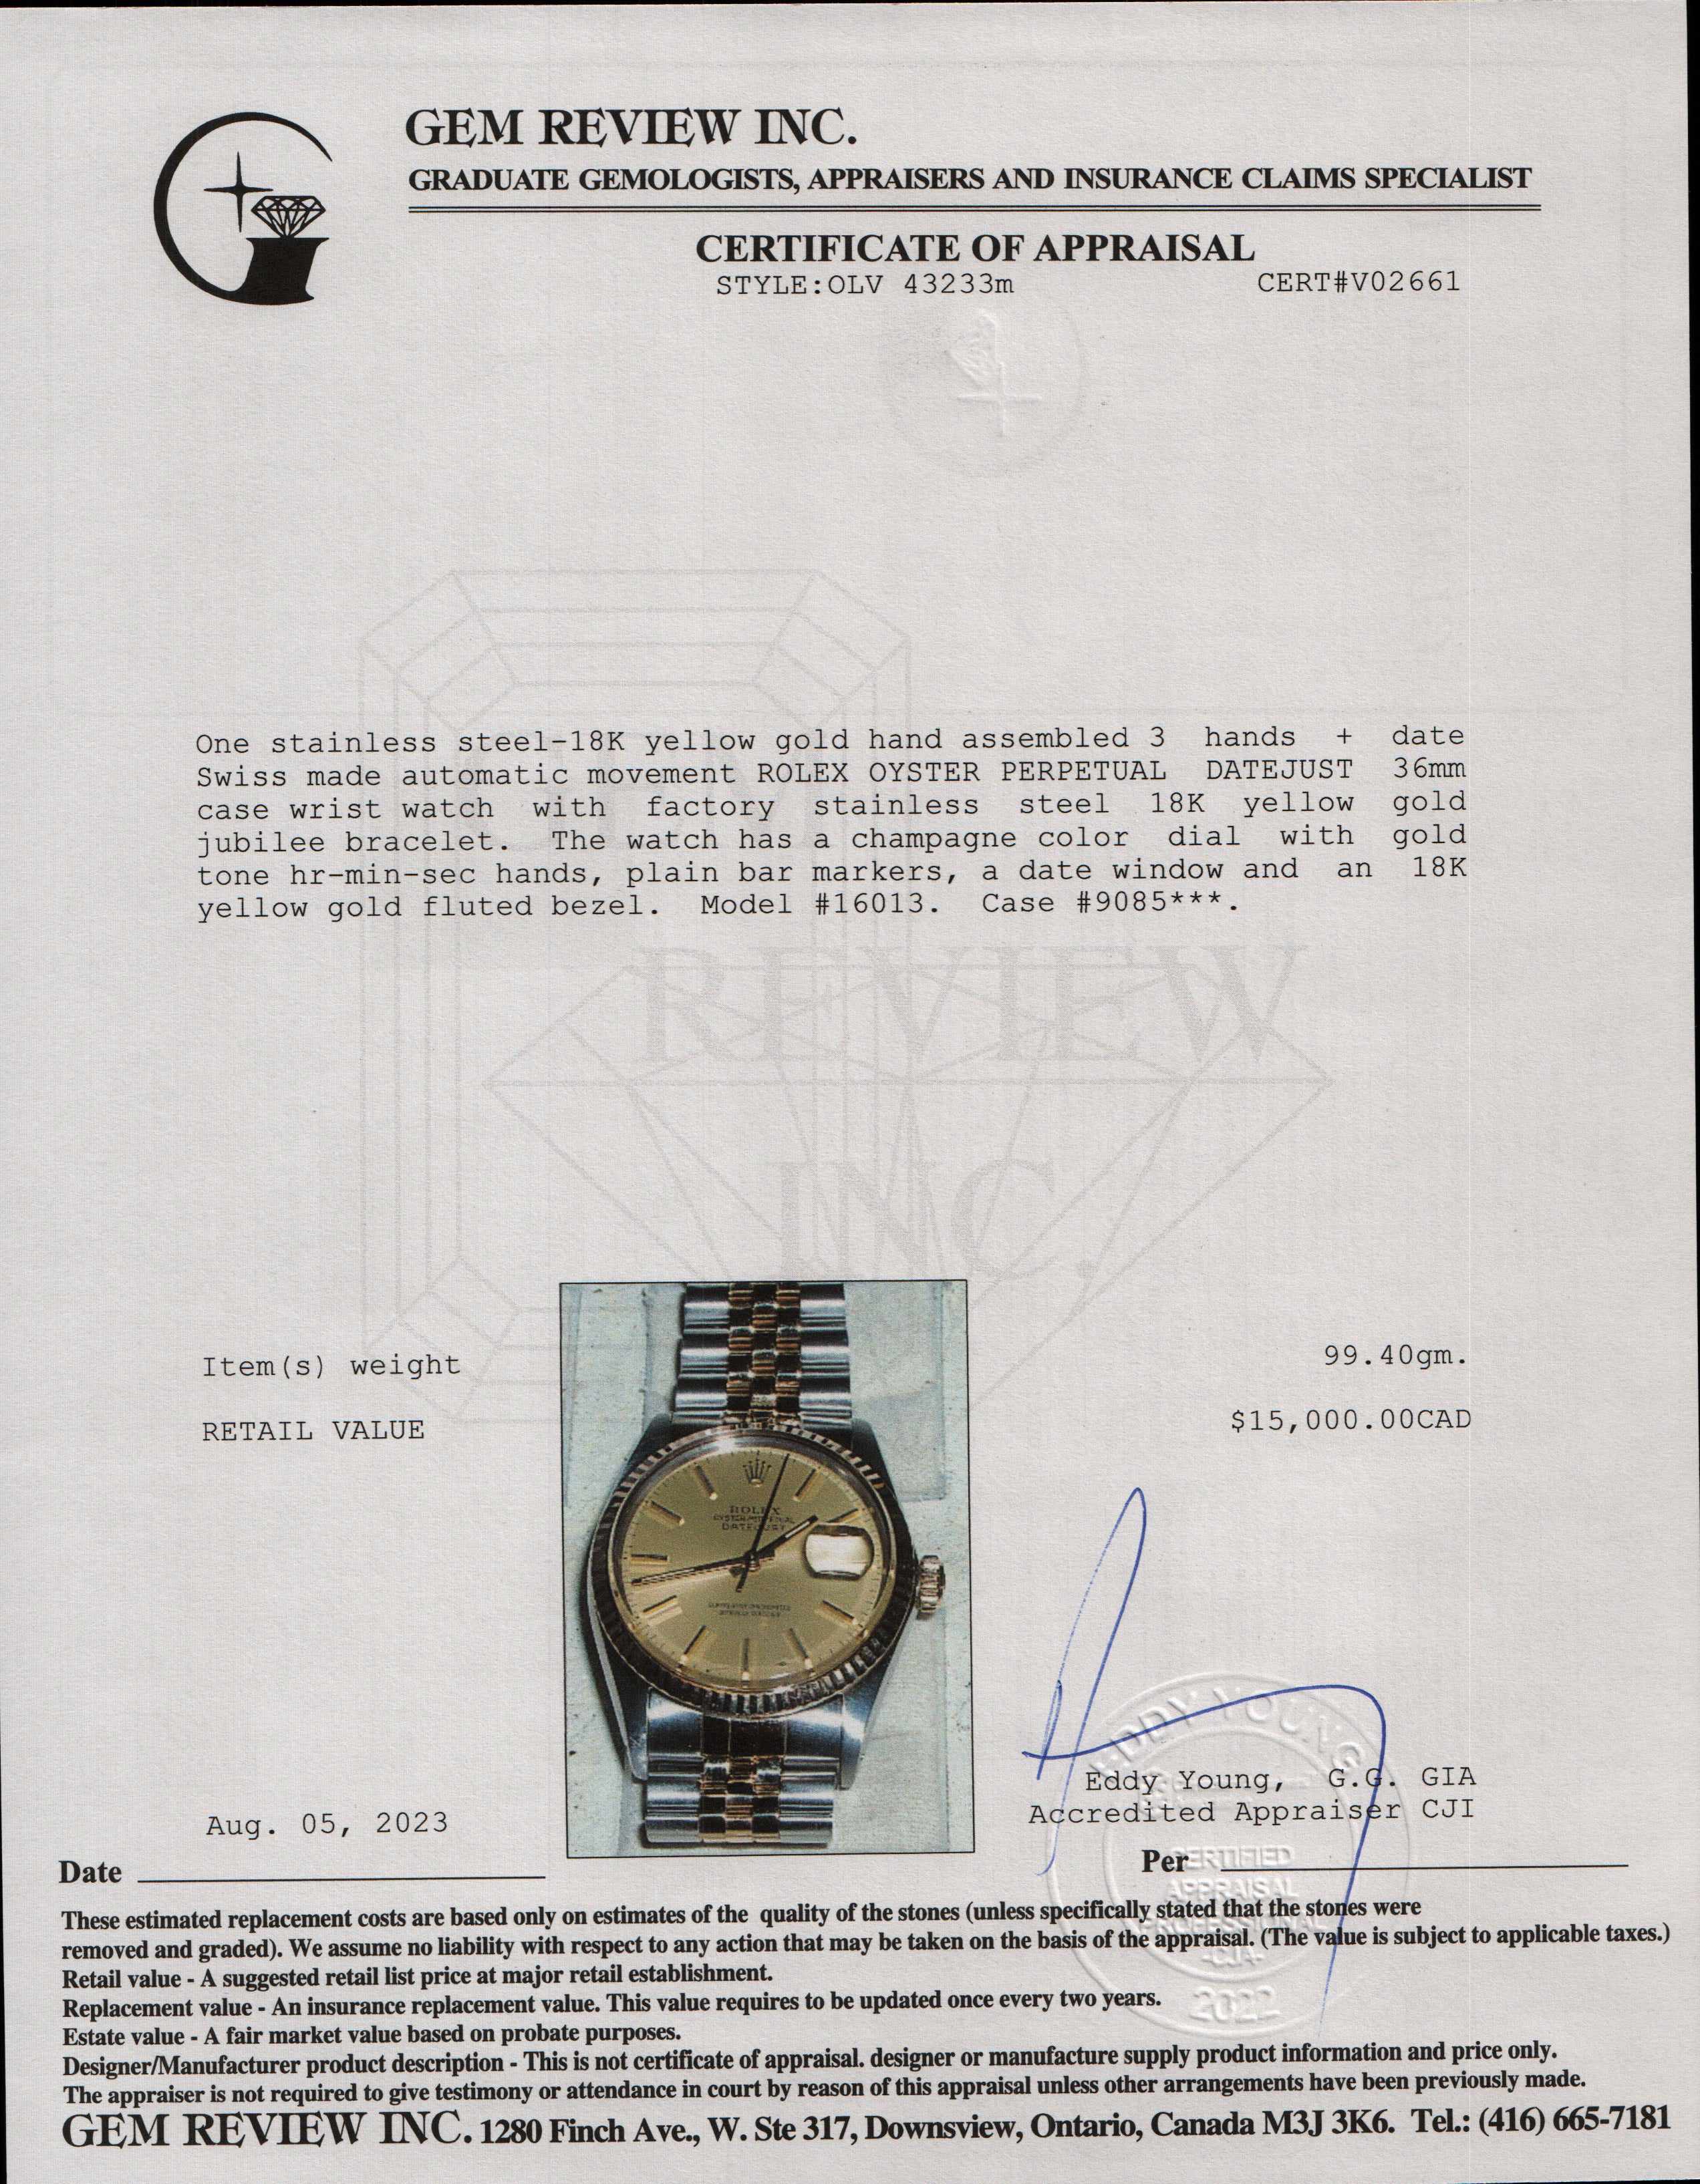 GEM REVIEW INC.
GRADUATE GEMOLOGISTS, APPRAISERS AND INSURANCE CLAIMS SPECIALIST
CERTIFICATE OF APPRAISAL
STYLE:OLV 43233m CERT#V02661
One stainless steel-18K yellow gold hand assembled 3 hands + date
Swiss made automatic movement ROLEX OYSTER PERPETUAL DATEJUST 36mm
case wrist watch with factory stainless steel 18K yellow gold
jubilee bracelet. The watch has a champagne color dial with gold
tone hr-min-sec hands, plain bar markers, a date window and an 18K
yellow gold fluted bezel. Model #16013. Case #9085***.
REVIEW
INC.
Item(s) weight 99.40gm.
RETAIL VALUE $15,000.00CAD
ROLEX
OYSTER PERPETUAL
DATEJUST
EDDY YOUNG
Eddy Young, G.G. GIA
Accredited Appraiser CJI
Aug. 05, 2023
Date
Per
CERTIFIED
APPRAISAL
PROFESSIONAL
2022
These estimated replacement costs are based only on estimates of the quality of the stones (unless specifically stated that the stones were
removed and graded). We assume no liability with respect to any action that may be taken on the basis of the appraisal. (The value is subject to applicable taxes.)
Retail value - A suggested retail list price at major retail establishment.
Replacement value - An insurance replacement value. This value requires to be updated once every two years.
Estate value - A fair market value based on probate purposes.
Designer/Manufacturer product description - This is not certificate of appraisal. designer or manufacture supply product information and price only.
The appraiser is not required to give testimony or attendance in court by reason of this appraisal unless other arrangements have been previously made.
GEM REVIEW INC. 1280 Finch Ave., W. Ste 317, Downsview, Ontario, Canada M3J 3K6. Tel.: (416) 665-7181